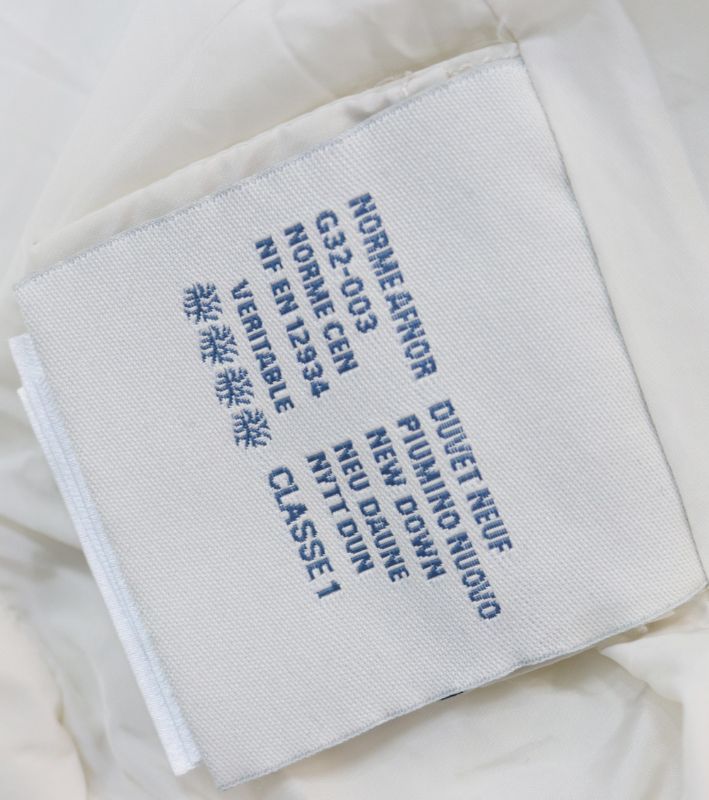 NORME AFNOR
G32-003
NORME CEN
NF EN 12934
VERITABLE
DUVET NEUF
PIUMINO NUOVO
NEW DOWN
NEU DAUNE
NYTT DUN
CLASSE 1